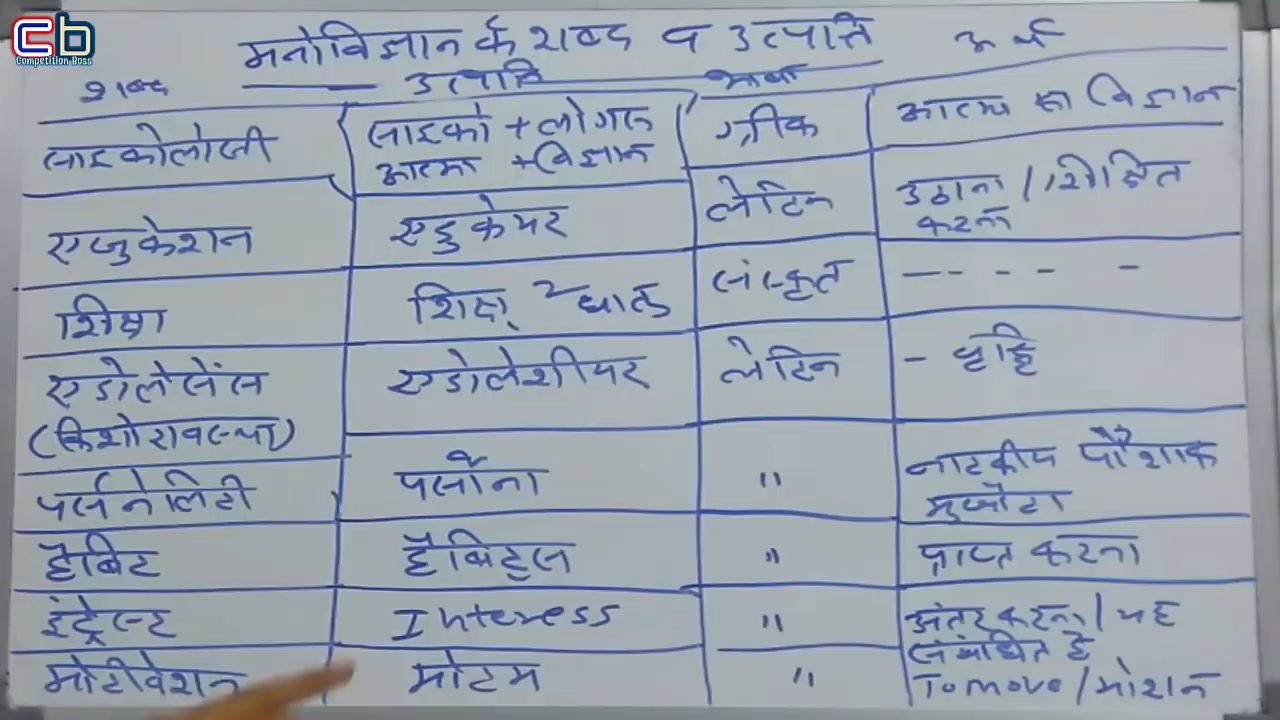 cb
Competition Boss
मनोविज्ञान के शब्द व उत्पत्ति
शब्द उत्पत्ति भाषा अर्थ
साइकोलोजी साइको + लोगस ग्रीक आत्मा का विज्ञान
आत्मा + विज्ञान
एजुकेशन एडुकेयर लेटिन उठाना / शिक्षित
करना
शिक्षा शिक्ष् धातु संस्कृत ---- -
एडोलेसेंस एडोलेशीयर लेटिन - वृद्धि
(किशोरावस्था)
पर्सनेलिटी पर्सोना " नाटकीय पौशाक
मुखौटा
हैबिट हैबिटुस " प्राप्त करना
इंट्रेस्ट Interess " अंतर करना / यह
संबंधित है
मोटीवेशन मोटम " To move / मोशन